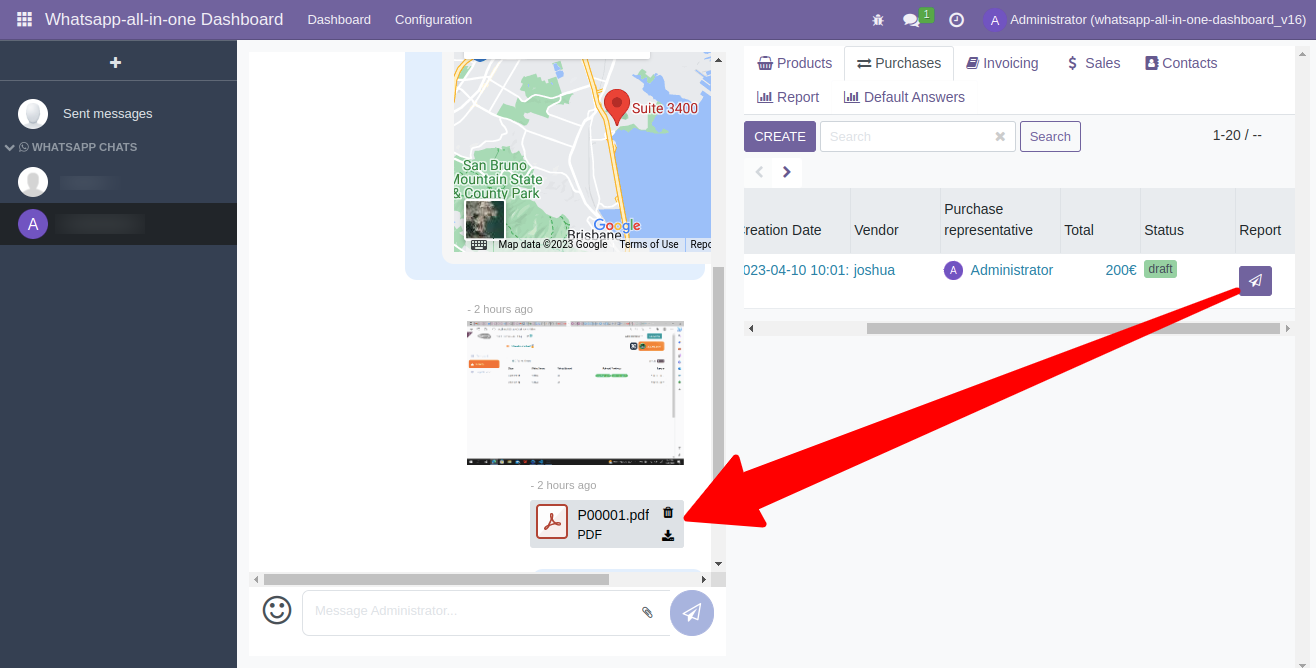 Whatsapp-all-in-one Dashboard Dashboard Configuration 1 A Administrator (whatsapp-all-in-one-dashboard_v16)
+
Sent messages
WHATSAPP CHATS
A
Suite 3400
San Bruno
Mountain State
& County Park
Google
Brisbane
Map data ©2023 Google Terms of Use Repo
- 2 hours ago
- 2 hours ago
P00001.pdf
PDF
Message Administrator...
Products Purchases Invoicing $ Sales Contacts
Report Default Answers
CREATE Search Search 1-20 / --
reation Date Vendor Purchase representative Total Status Report
023-04-10 10:01: joshua A Administrator 200€ draft